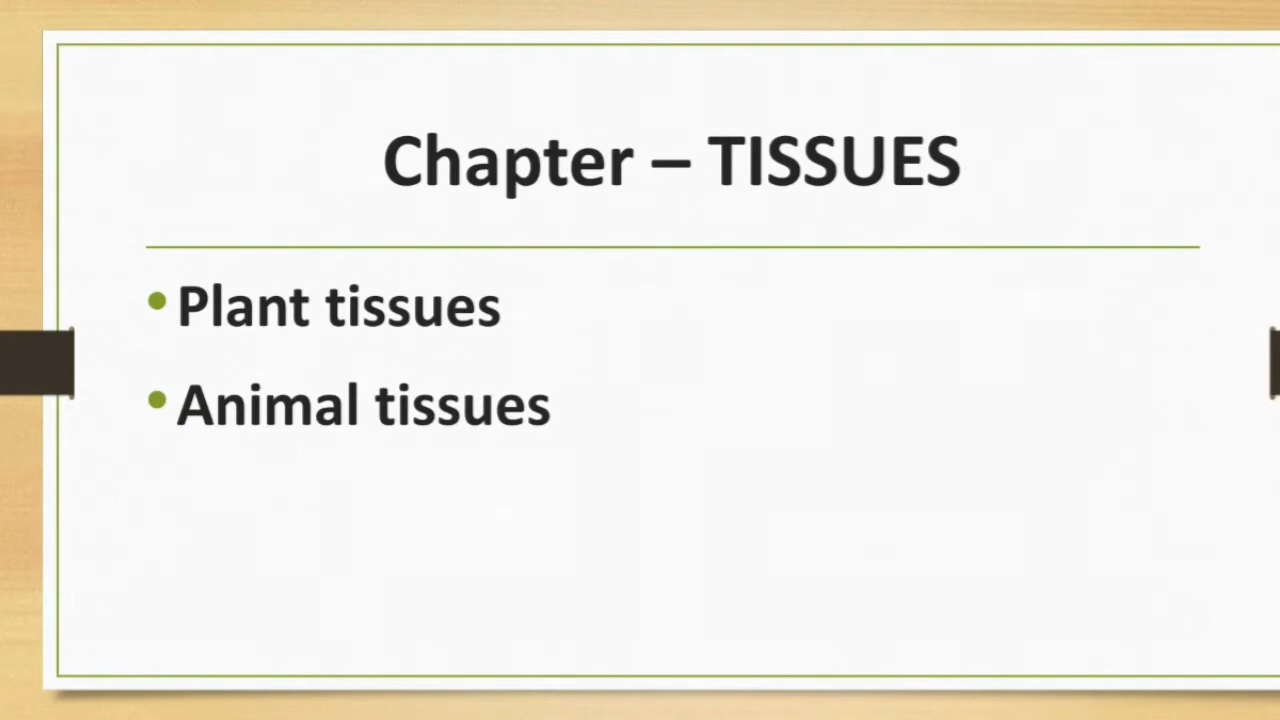 Chapter – TISSUES
• Plant tissues
• Animal tissues